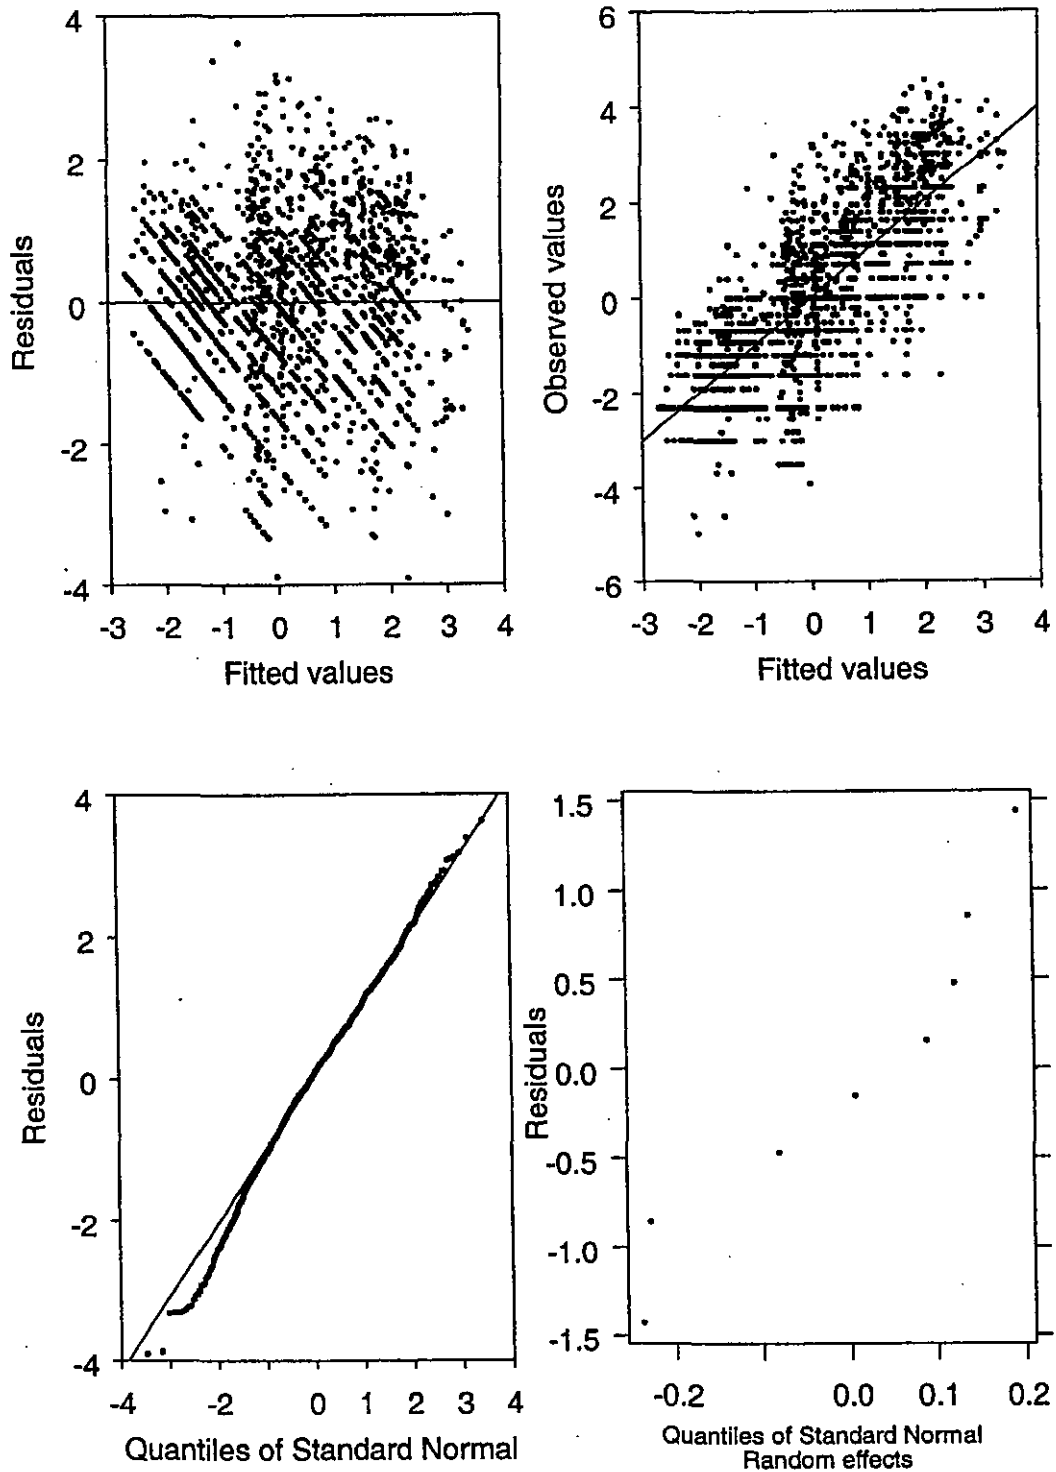 4
2
0
-2
-4
Residuals
-3 -2 -1 0 1 2 3 4
Fitted values
6
4
2
0
-2
-4
-6
Observed values
-3 -2 -1 0 1 2 3 4
Fitted values
4
2
0
-2
-4
Residuals
-4 -2 0 1 2 3 4
Quantiles of Standard Normal
1.5
1.0
0.5
0.0
-0.5
-1.0
-1.5
Residuals
-0.2 0.0 0.1 0.2
Quantiles of Standard Normal
Random effects